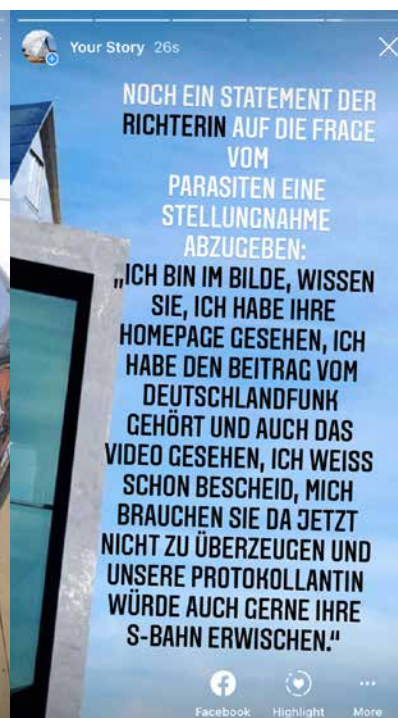 Your Story 26s
NOCH EIN STATEMENT DER
RICHTERIN AUF DIE FRAGE
VOM
PARASITEN EINE
STELLUNGNAHME
ABZUGEBEN:
„ICH BIN IM BILDE, WISSEN
SIE, ICH HABE IHRE
HOMEPAGE GESEHEN, ICH
HABE DEN BEITRAG VOM
DEUTSCHLANDFUNK
GEHÖRT UND AUCH DAS
VIDEO GESEHEN, ICH WEISS
SCHON BESCHEID, MICH
BRAUCHEN SIE DA JETZT
NICHT ZU ÜBERZEUGEN UND
UNSERE PROTOKOLLANTIN
WÜRDE AUCH GERNE IHRE
S-BAHN ERWISCHEN."
Facebook Highlight More